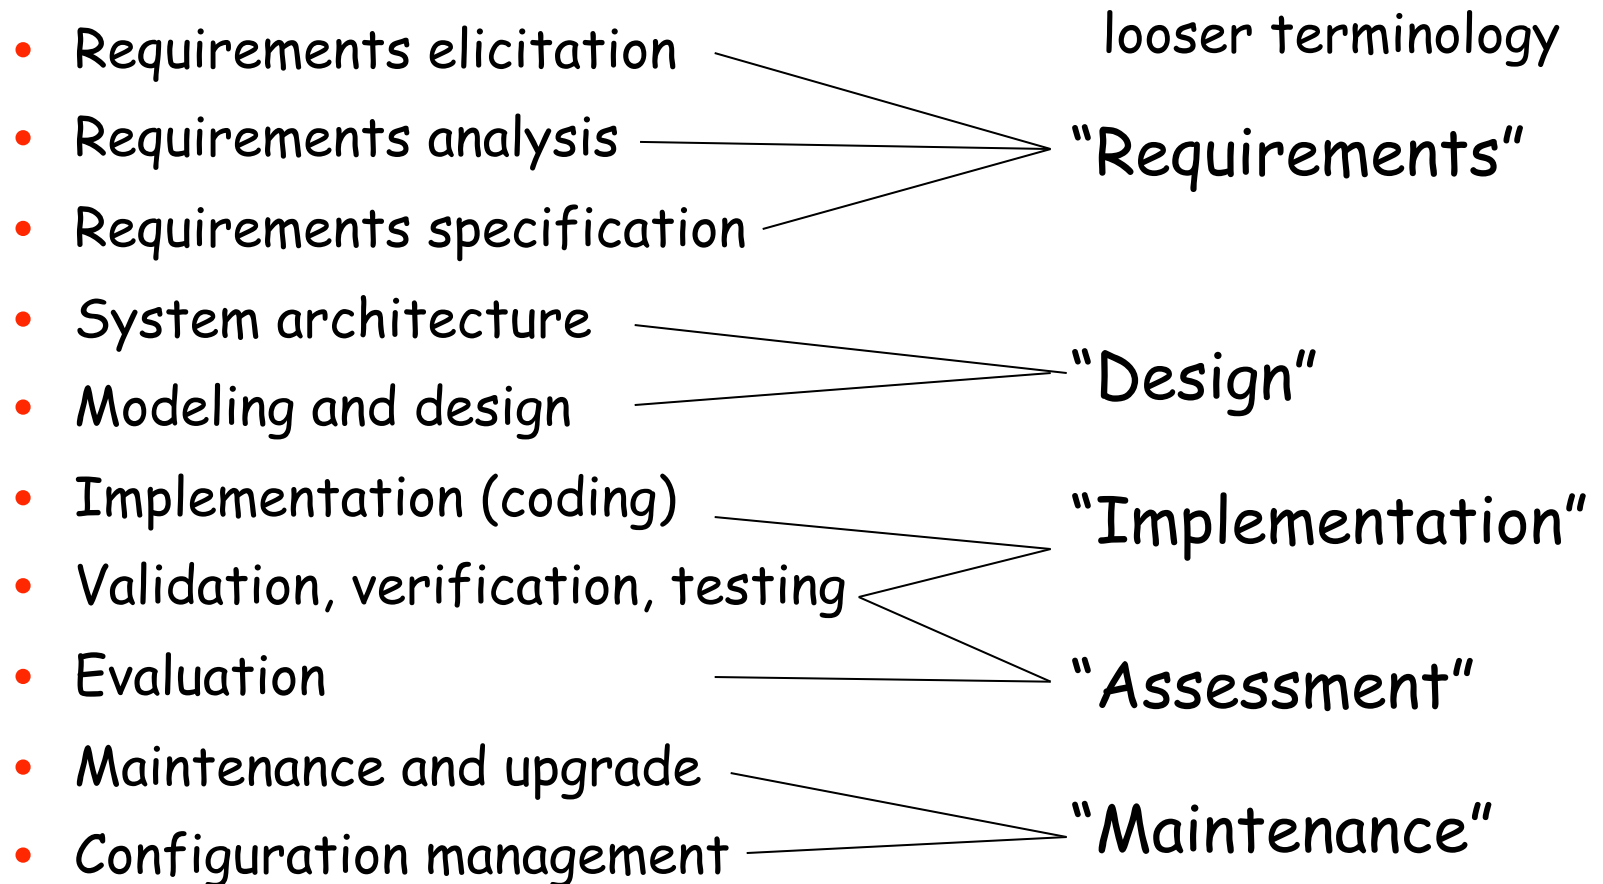 looser terminology
• Requirements elicitation
• Requirements analysis
“Requirements”
• Requirements specification
• System architecture
“Design”
• Modeling and design
• Implementation (coding)
“Implementation”
• Validation, verification, testing
• Evaluation
“Assessment”
• Maintenance and upgrade
“Maintenance”
• Configuration management